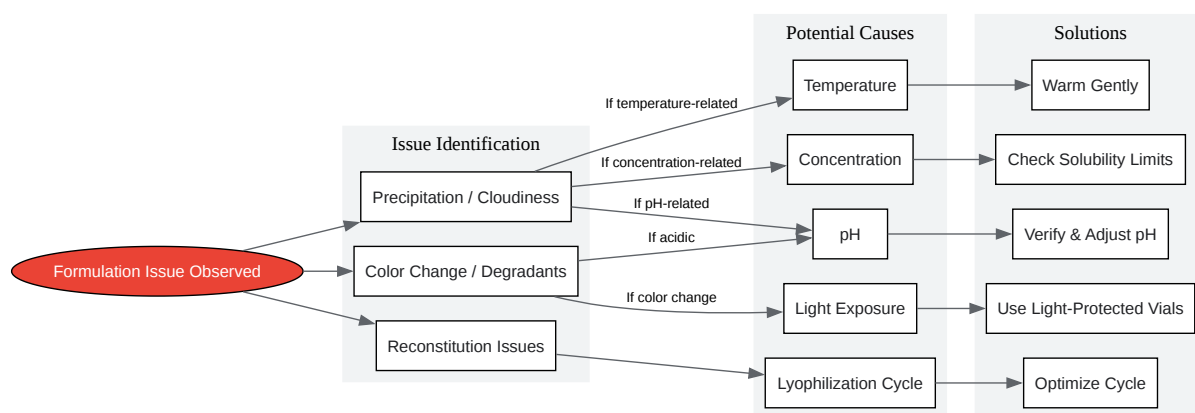 Potential Causes
Solutions
Temperature
Warm Gently
If temperature-related
Issue Identification
If concentration-related
Concentration
Check Solubility Limits
Precipitation / Cloudiness
If pH-related
pH
Verify & Adjust pH
If acidic
Formulation Issue Observed
Color Change / Degradants
If color change
Light Exposure
Use Light-Protected Vials
Reconstitution Issues
Lyophilization Cycle
Optimize Cycle